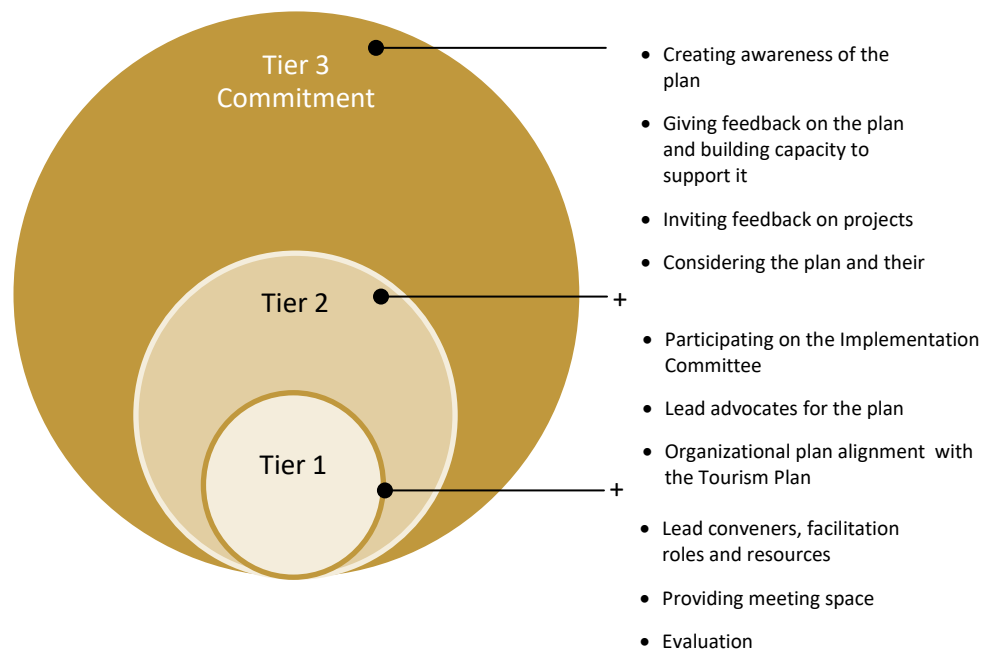 Tier 3
Commitment
• Creating awareness of the
plan
• Giving feedback on the plan
and building capacity to
support it
• Inviting feedback on projects
• Considering the plan and their
Tier 2
+
• Participating on the Implementation
Committee
• Lead advocates for the plan
• Organizational plan alignment with
the Tourism Plan
Tier 1
+
• Lead conveners, facilitation
roles and resources
• Providing meeting space
• Evaluation